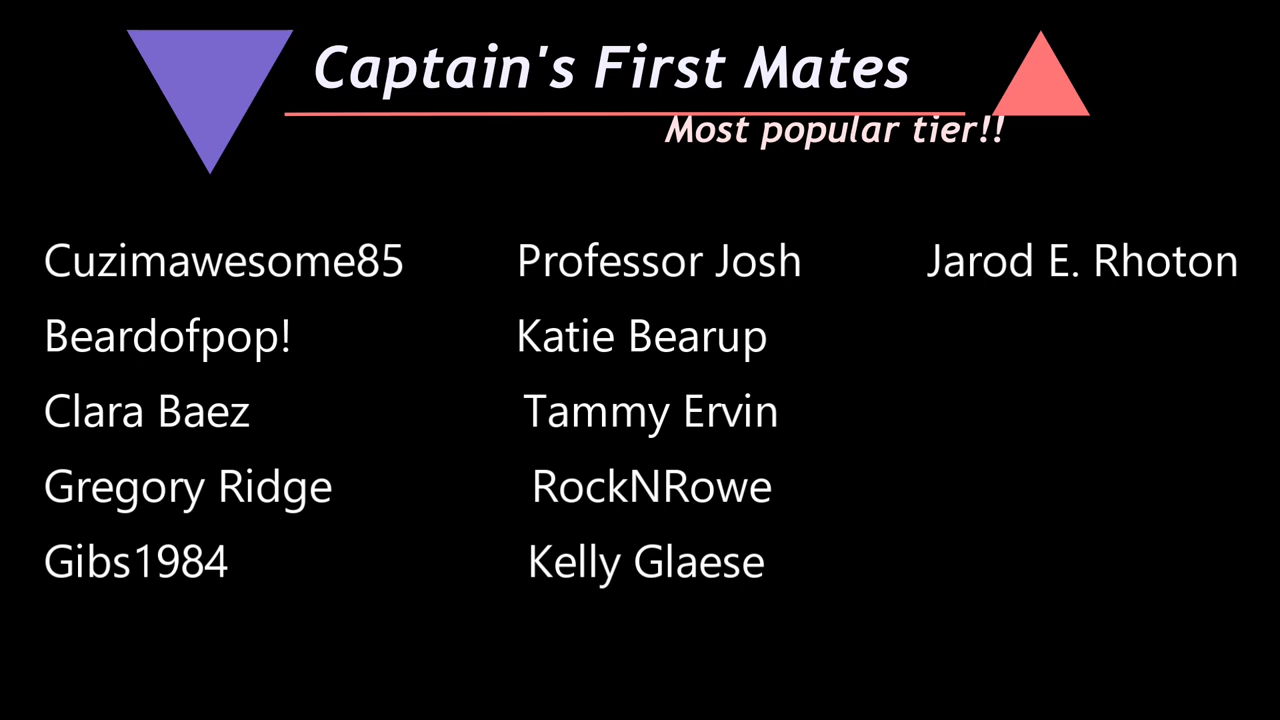 Captain's First Mates
Most popular tier!!
Cuzimawesome85
Beardofpop!
Clara Baez
Gregory Ridge
Gibs1984
Professor Josh
Katie Bearup
Tammy Ervin
RockNRowe
Kelly Glaese
Jarod E. Rhoton